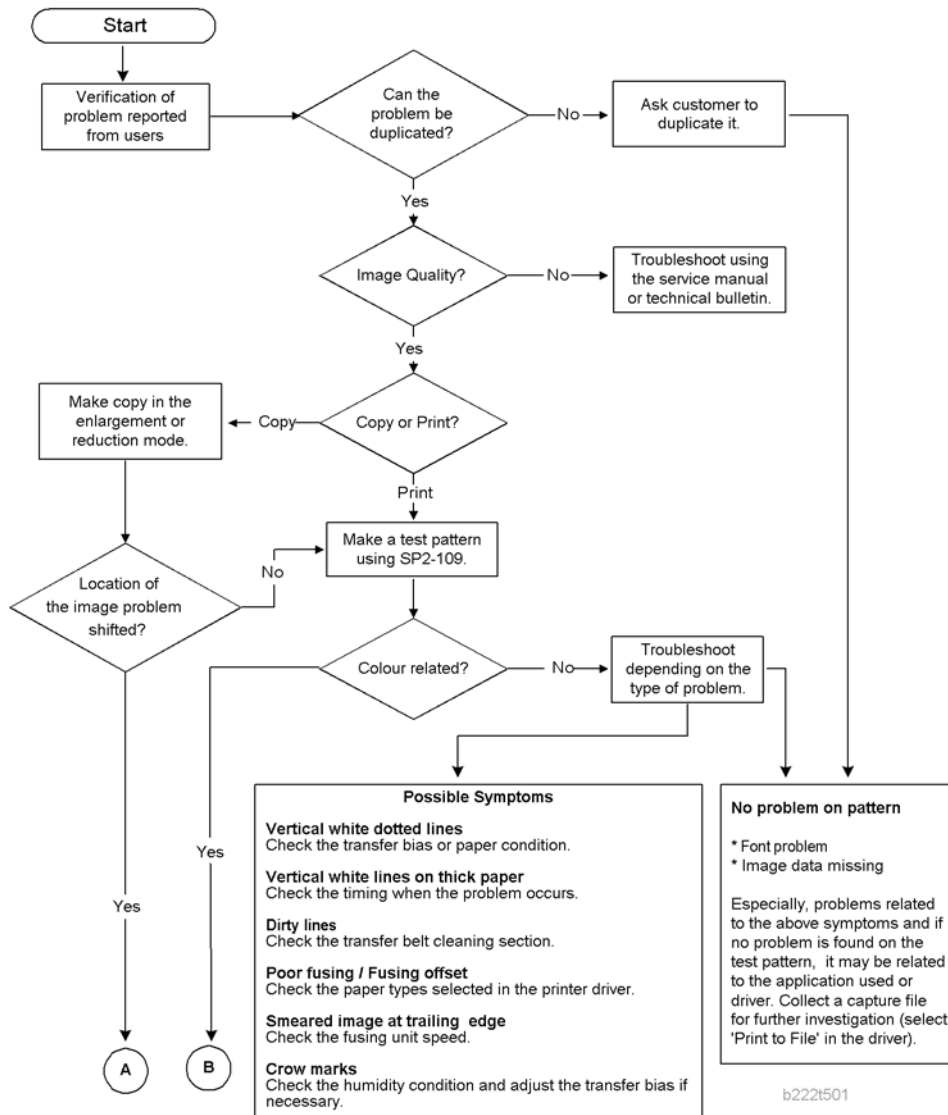 Start
Verification of
problem reported
from users
Can the
problem be
duplicated?
No
Ask customer to
duplicate it.
Yes
Image Quality?
No
Troubleshoot using
the service manual
or technical bulletin.
Yes
Make copy in the
enlargement or
reduction mode.
Copy
Copy or Print?
Print
Make a test pattern
using SP2-109.
No
Location of
the image problem
shifted?
Colour related?
No
Troubleshoot
depending on the
type of problem.
Yes
Yes
A
B
Possible Symptoms
Vertical white dotted lines
Check the transfer bias or paper condition.
Vertical white lines on thick paper
Check the timing when the problem occurs.
Dirty lines
Check the transfer belt cleaning section.
Poor fusing / Fusing offset
Check the paper types selected in the printer driver.
Smeared image at trailing edge
Check the fusing unit speed.
Crow marks
Check the humidity condition and adjust the transfer bias if
necessary.
No problem on pattern
* Font problem
* Image data missing
Especially, problems related
to the above symptoms and if
no problem is found on the
test pattern, it may be related
to the application used or
driver. Collect a capture file
for further investigation (select
'Print to File' in the driver).
b222t501